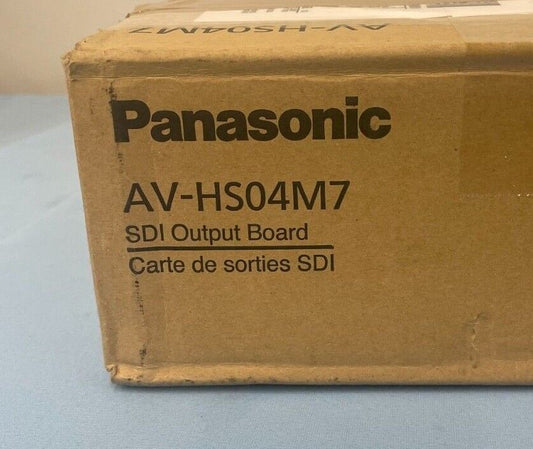 AV-HS04M7
Panasonic
AV-HS04M7
SDI Output Board
Carte de sorties SDI